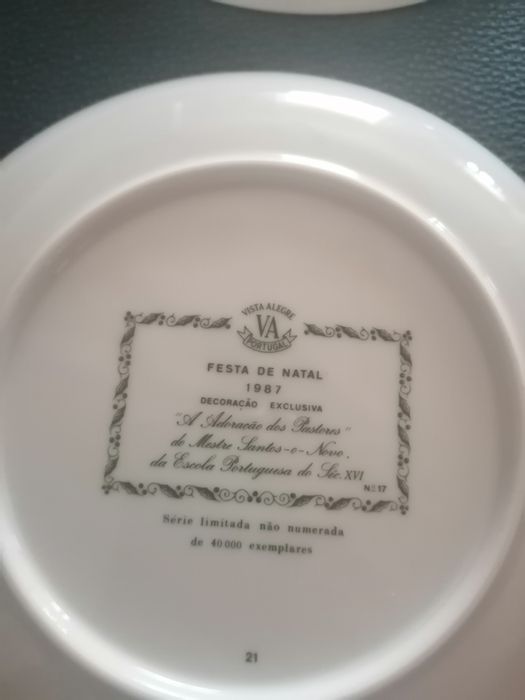 VISTA ALEGRE
VA
PORTUGAL
FESTA DE NATAL
1987
DECORAÇÃO EXCLUSIVA
"A Adoração dos Pastores"
do Mestre Santos-o-Novo.
da Escola Portuguesa do Séc. XVI
Nº 17
Série limitada não numerada
de 40 000 exemplares
21